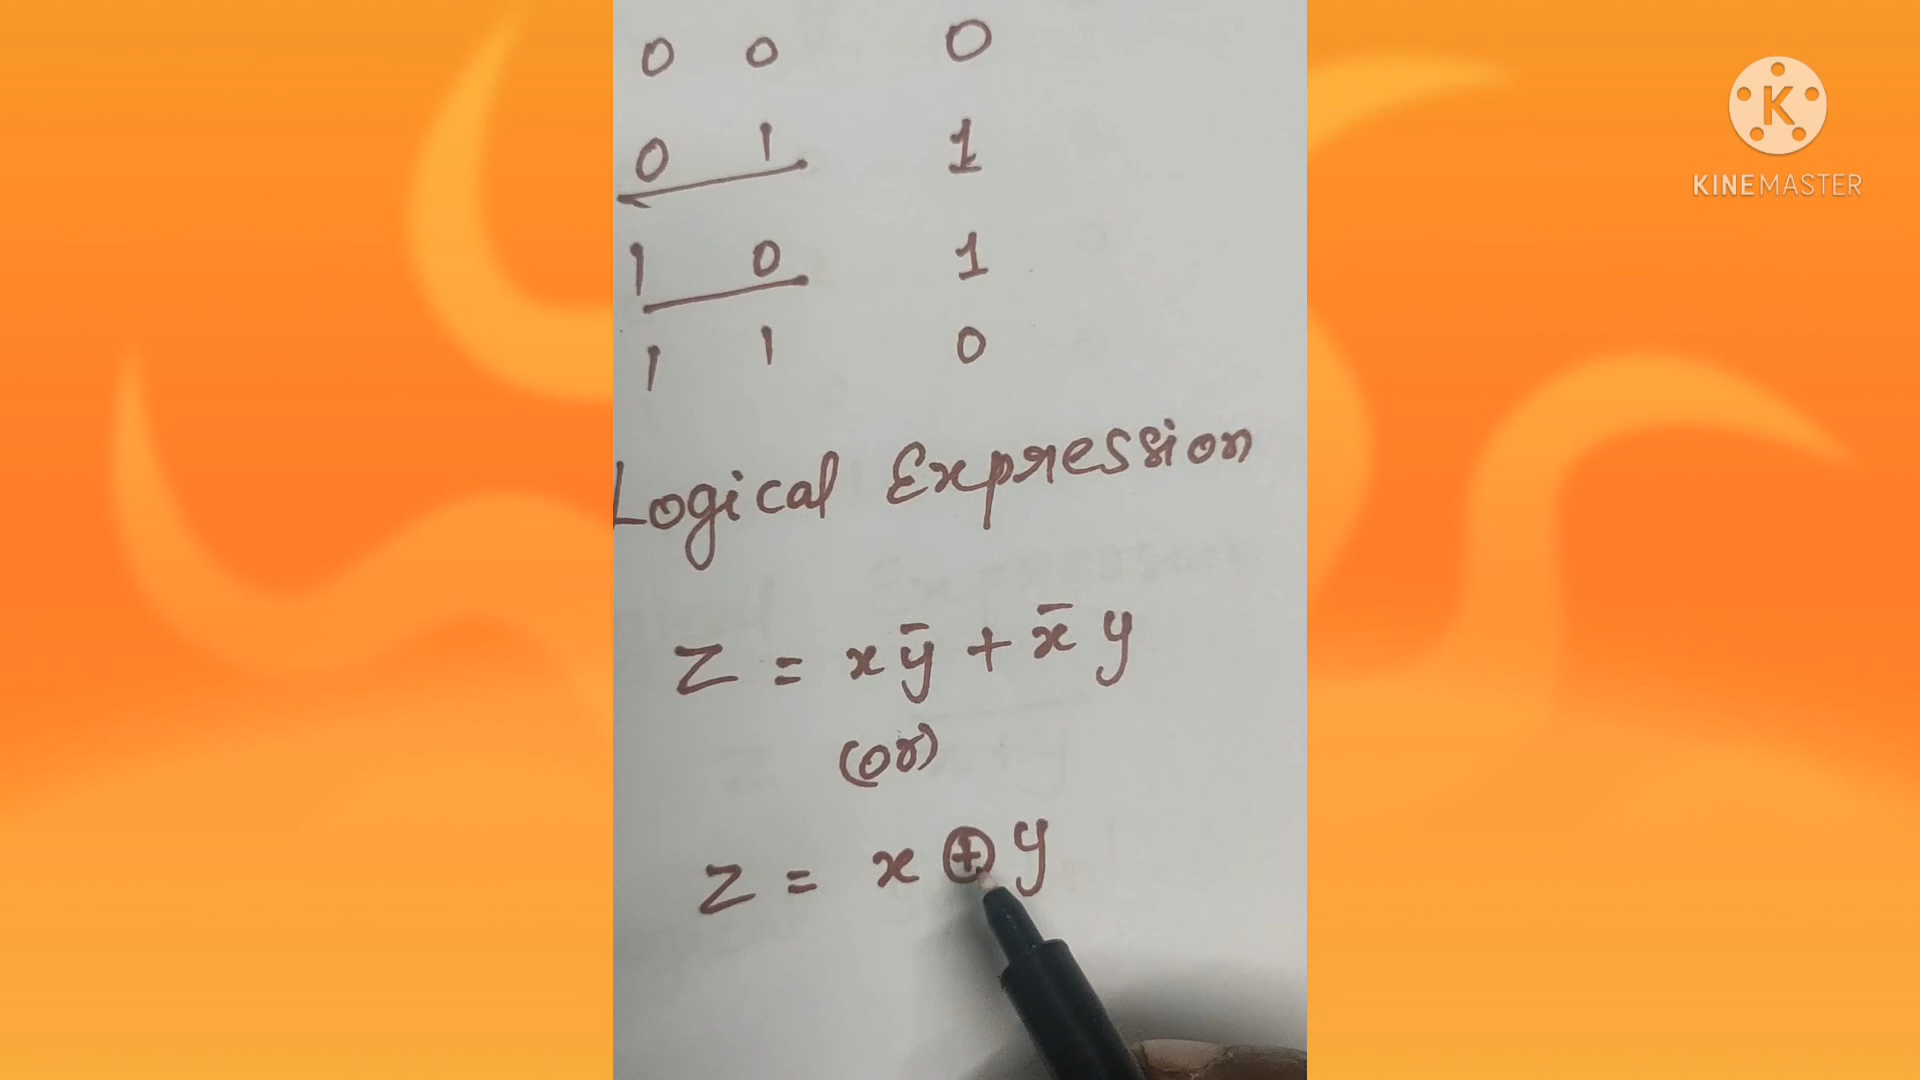 0 0 0
0 1 1
1 0 1
1 1 0
Logical Expression
Z = xȳ + x̄y
(or)
Z = x ⊕ y
K
KINEMASTER